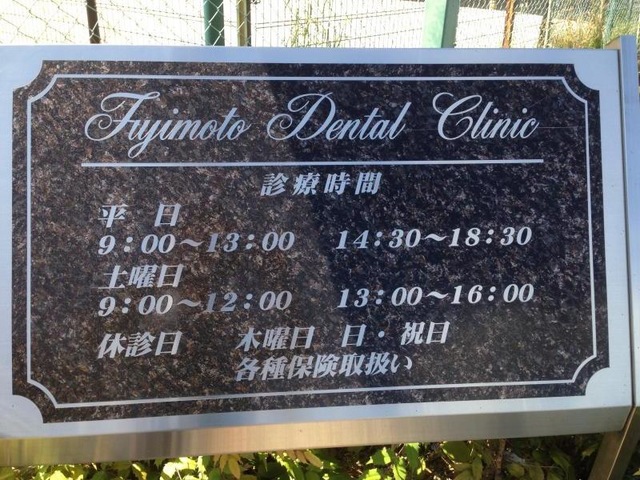 Fujimoto Dental Clinic
診療時間
平 日
9:00～13:00 14:30～18:30
土曜日
9:00～12:00 13:00～16:00
休診日 木曜日 日・祝日
各種保険取扱い